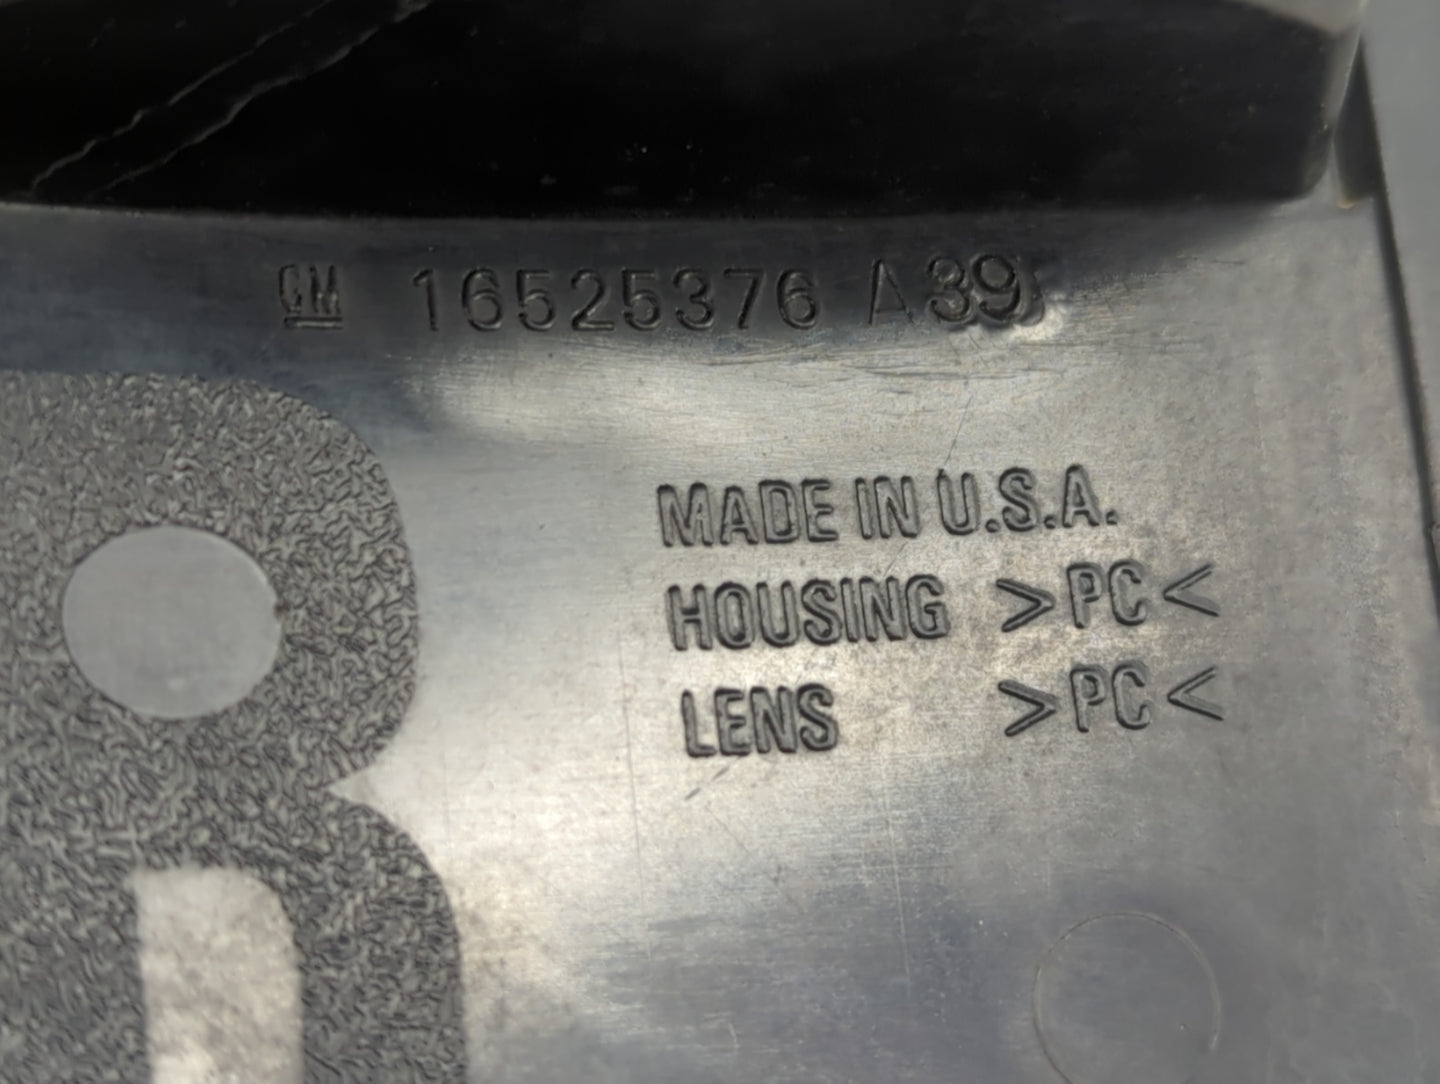 GM 16525376 A39
MADE IN U.S.A.
HOUSING >PC<
LENS >PC<
R